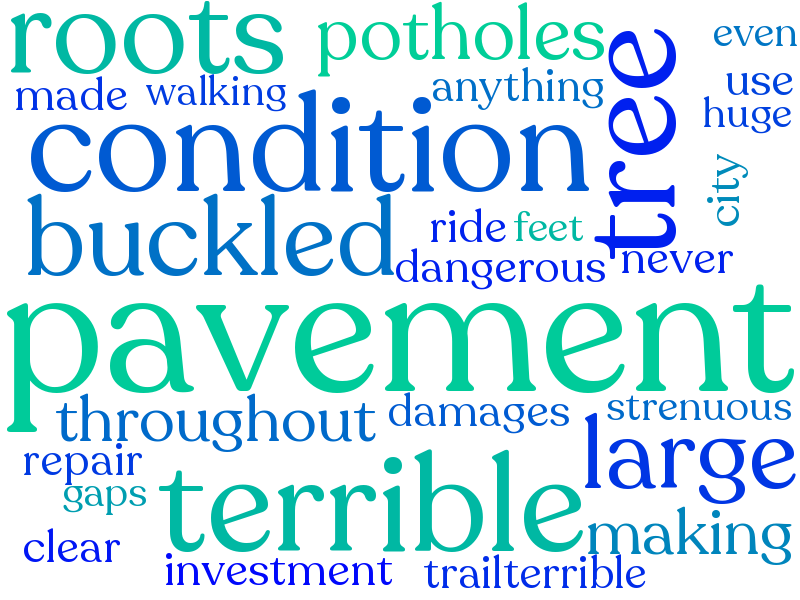 roots potholes tree even
made walking anything use
huge
condition
city
buckled ride feet
dangerous never
pavement
throughout damages strenuous
repair large
gaps terrible
making
clear investment trailterrible